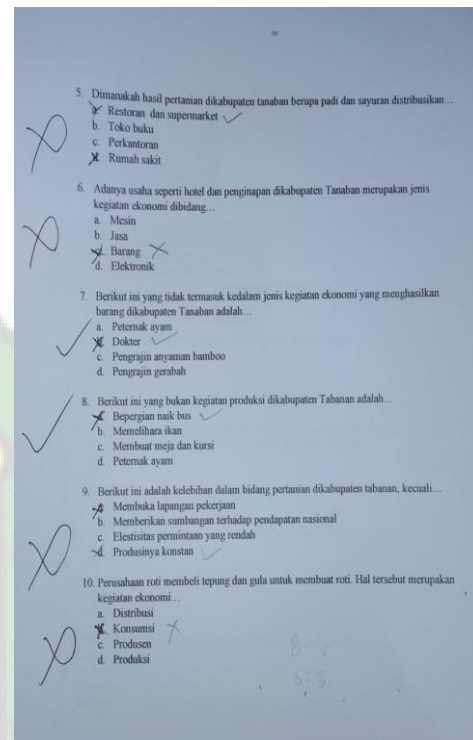 5. Dimanakah hasil pertanian dikabupaten tanaban berupa padi dan sayuran distribusikan…
a. Restoran dan supermarket
b. Toko buku
c. Perkantoran
d. Rumah sakit
6. Adanya usaha seperti hotel dan penginapan dikabupaten Tanaban merupakan jenis
kegiatan ekonomi dibidang…
a. Mesin
b. Jasa
c. Barang
d. Elektronik
7. Berikut ini yang tidak termasuk kedalam jenis kegiatan ekonomi yang menghasilkan
barang dikabupaten Tanaban adalah…
a. Peternak ayam
b. Dokter
c. Pengrajin anyaman bamboo
d. Pengrajin gerabah
8. Berikut ini yang bukan kegiatan produksi dikabupaten Tabanan adalah…
a. Bepergian naik bus
b. Memelihara ikan
c. Membuat meja dan kursi
d. Peternak ayam
9. Berikut ini adalah kelebihan dalam bidang pertanian dikabupaten tabanan, kecuali…
a. Membuka lapangan pekerjaan
b. Memberikan sumbangan terhadap pendapatan nasional
c. Elestisitas permintaan yang rendah
d. Produksinya konstan
10. Perusahaan roti membeli tepung dan gula untuk membuat roti. Hal tersebut merupakan
kegiatan ekonomi…
a. Distribusi
b. Konsumsi
c. Produsen
d. Produksi
S=3